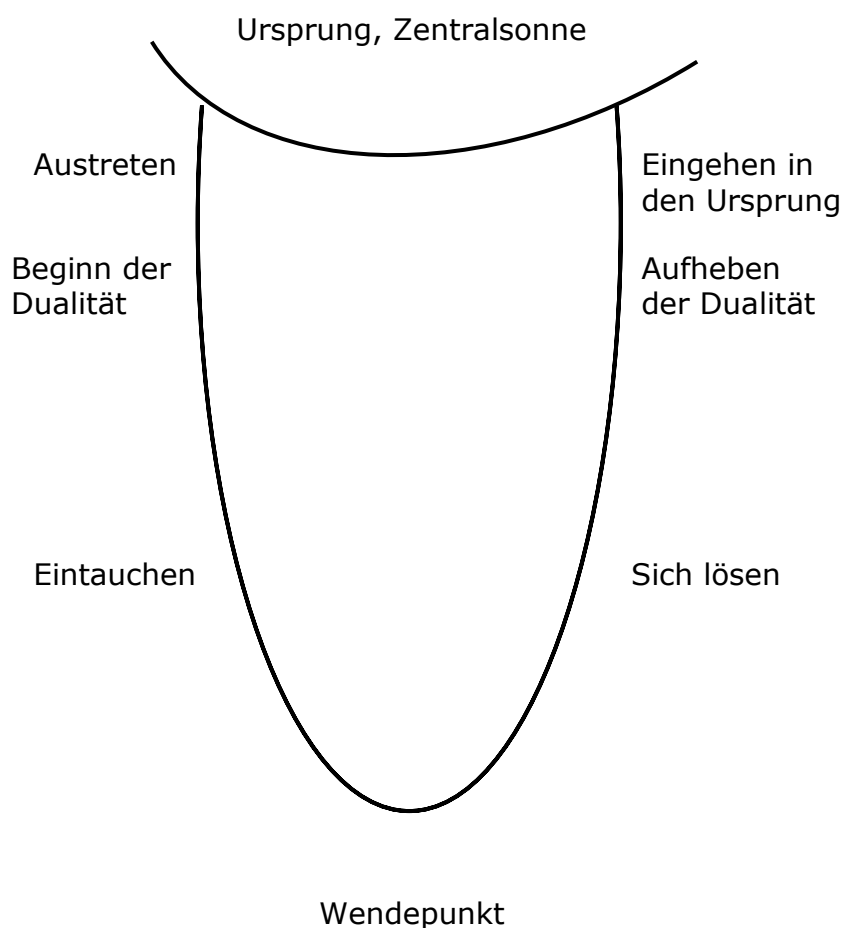 Ursprung, Zentralsonne
Austreten
Eingehen in
den Ursprung
Beginn der
Dualität
Aufheben
der Dualität
Eintauchen
Sich lösen
Wendepunkt